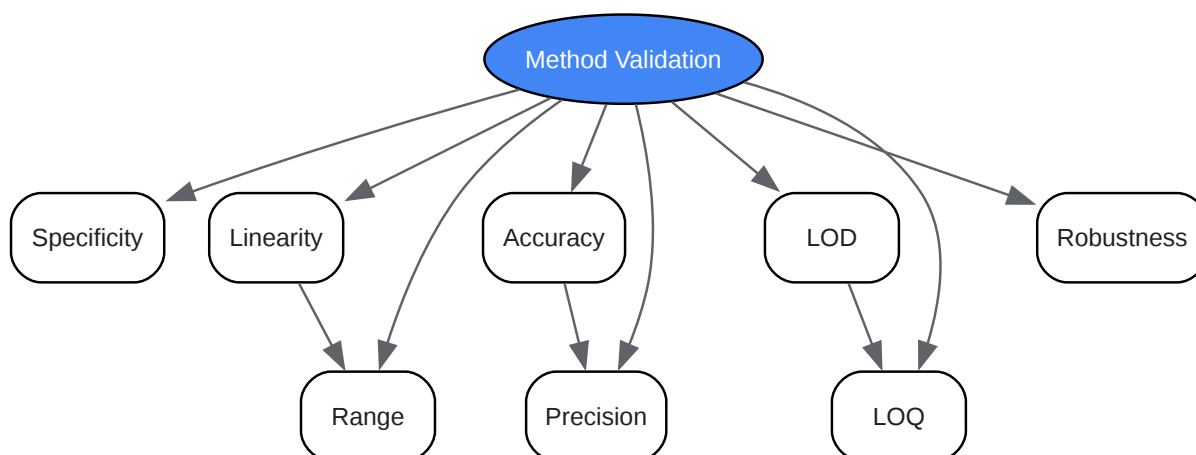 Method Validation
Specificity
Linearity
Accuracy
LOD
Robustness
Range
Precision
LOQ